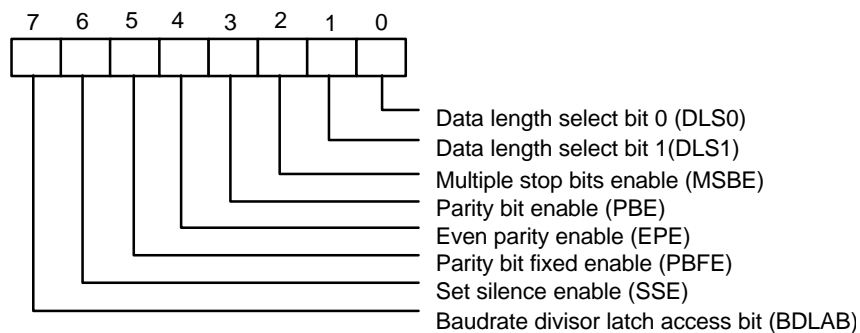 7 6 5 4 3 2 1 0
Data length select bit 0 (DLS0)
Data length select bit 1(DLS1)
Multiple stop bits enable (MSBE)
Parity bit enable (PBE)
Even parity enable (EPE)
Parity bit fixed enable (PBFE)
Set silence enable (SSE)
Baudrate divisor latch access bit (BDLAB)